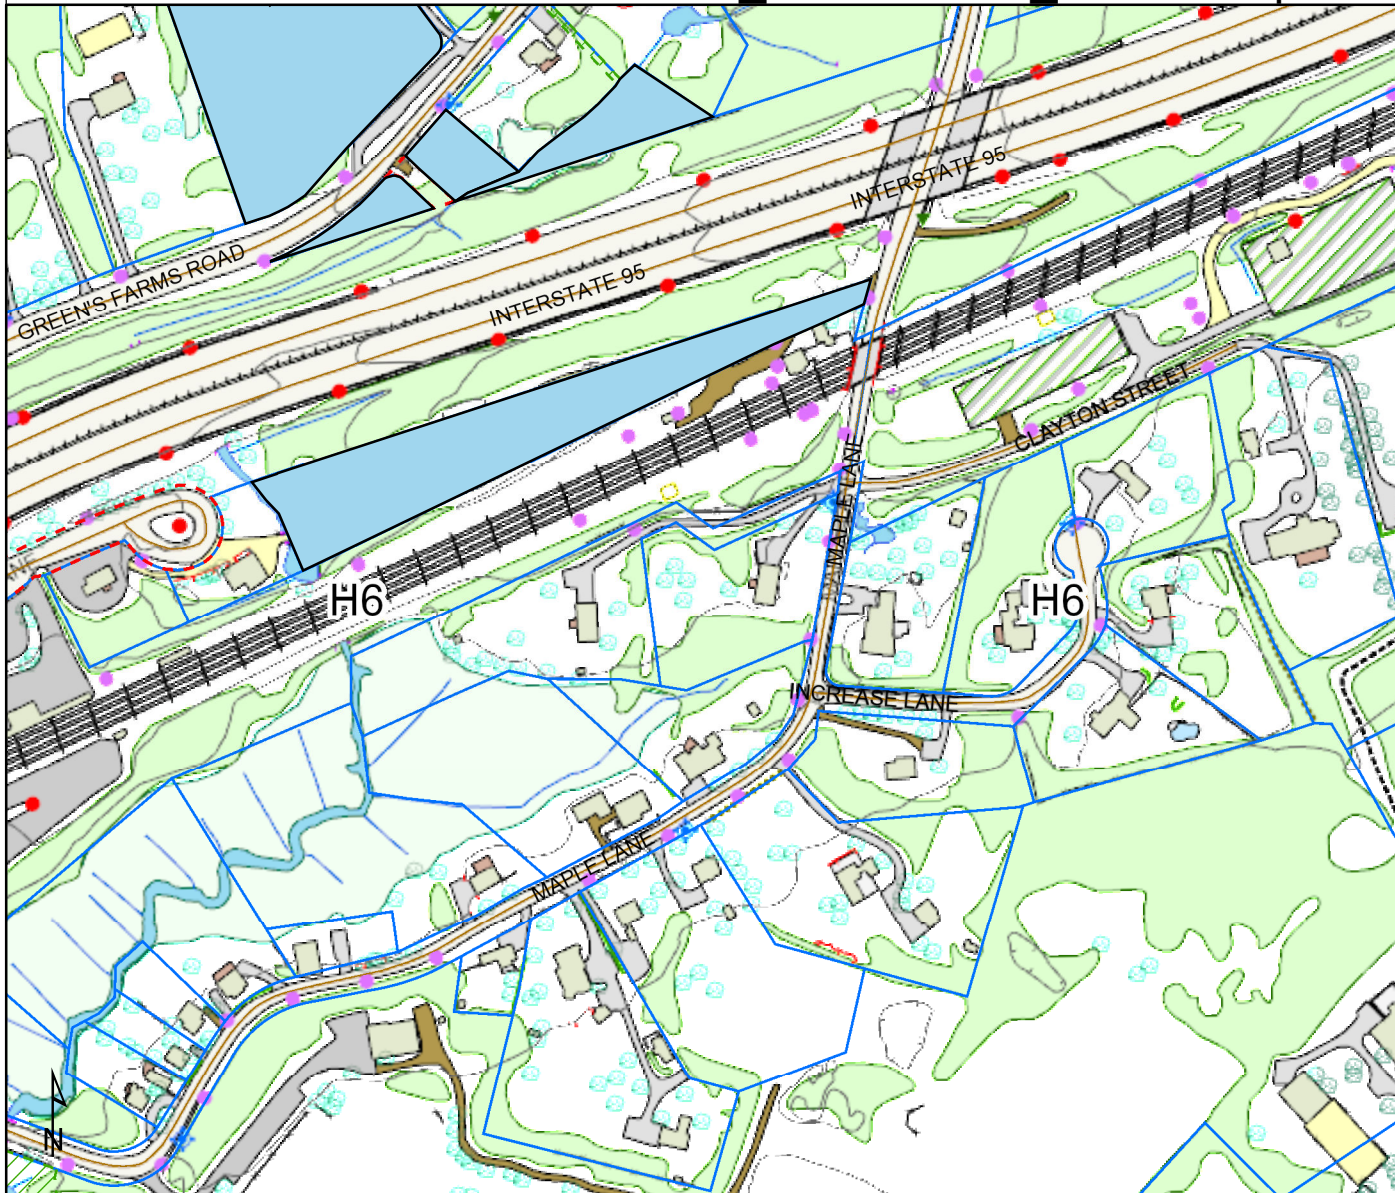 INTERSTATE 95
GREEN'S FARMS ROAD
INTERSTATE 95
CLAYTON STREET
MAPLE LANE
H6
H6
INCREASE LANE
MAPLE LANE
N